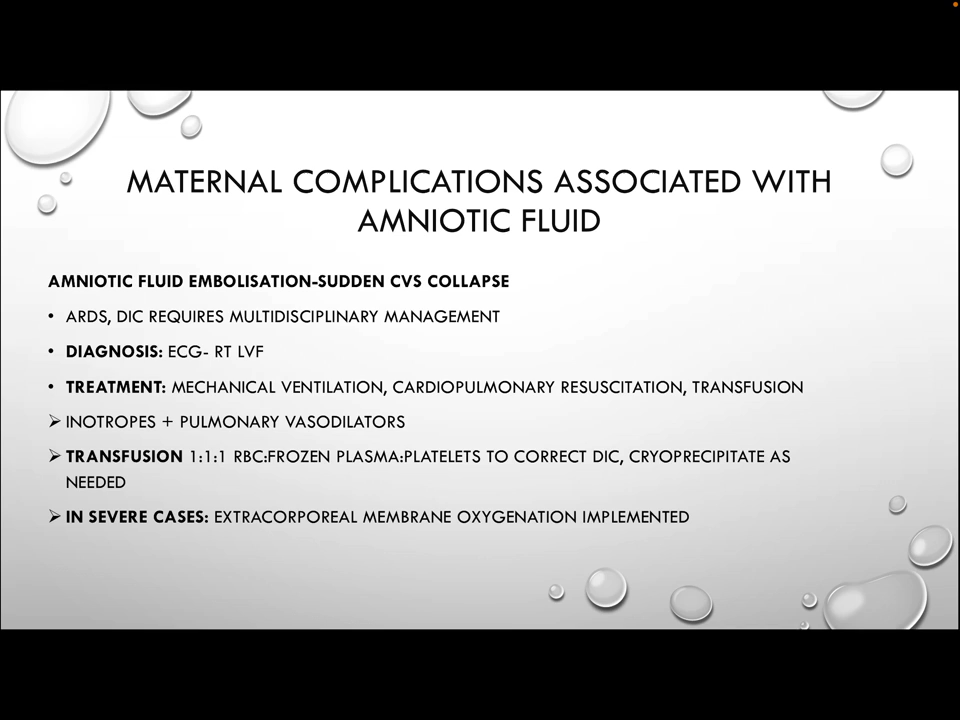 MATERNAL COMPLICATIONS ASSOCIATED WITH
AMNIOTIC FLUID
AMNIOTIC FLUID EMBOLISATION-SUDDEN CVS COLLAPSE
• ARDS, DIC REQUIRES MULTIDISCIPLINARY MANAGEMENT
• DIAGNOSIS: ECG- RT LVF
• TREATMENT: MECHANICAL VENTILATION, CARDIOPULMONARY RESUSCITATION, TRANSFUSION
➢ INOTROPES + PULMONARY VASODILATORS
➢ TRANSFUSION 1:1:1 RBC:FROZEN PLASMA:PLATELETS TO CORRECT DIC, CRYOPRECIPITATE AS
NEEDED
➢ IN SEVERE CASES: EXTRACORPOREAL MEMBRANE OXYGENATION IMPLEMENTED